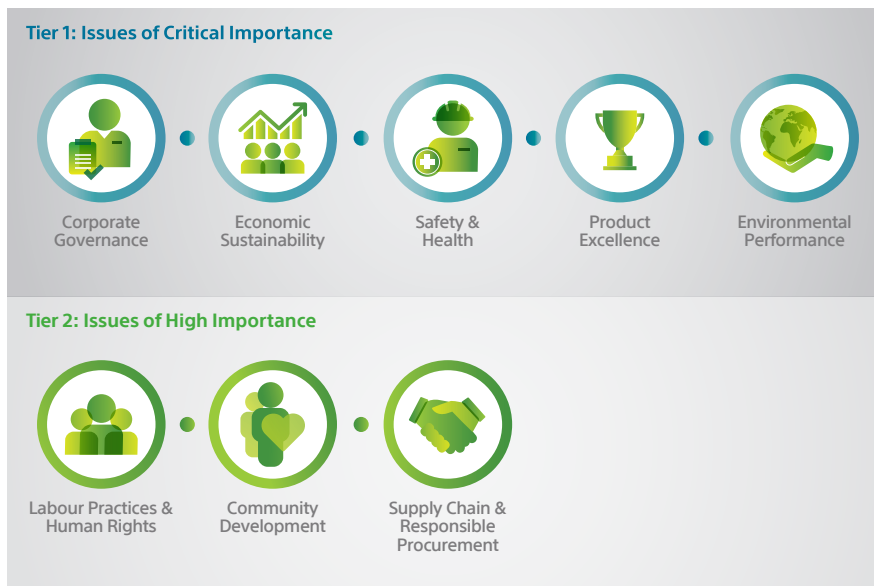 Tier 1: Issues of Critical Importance
Corporate
Governance
Economic
Sustainability
Safety &
Health
Product
Excellence
Environmental
Performance
Tier 2: Issues of High Importance
Labour Practices &
Human Rights
Community
Development
Supply Chain &
Responsible
Procurement